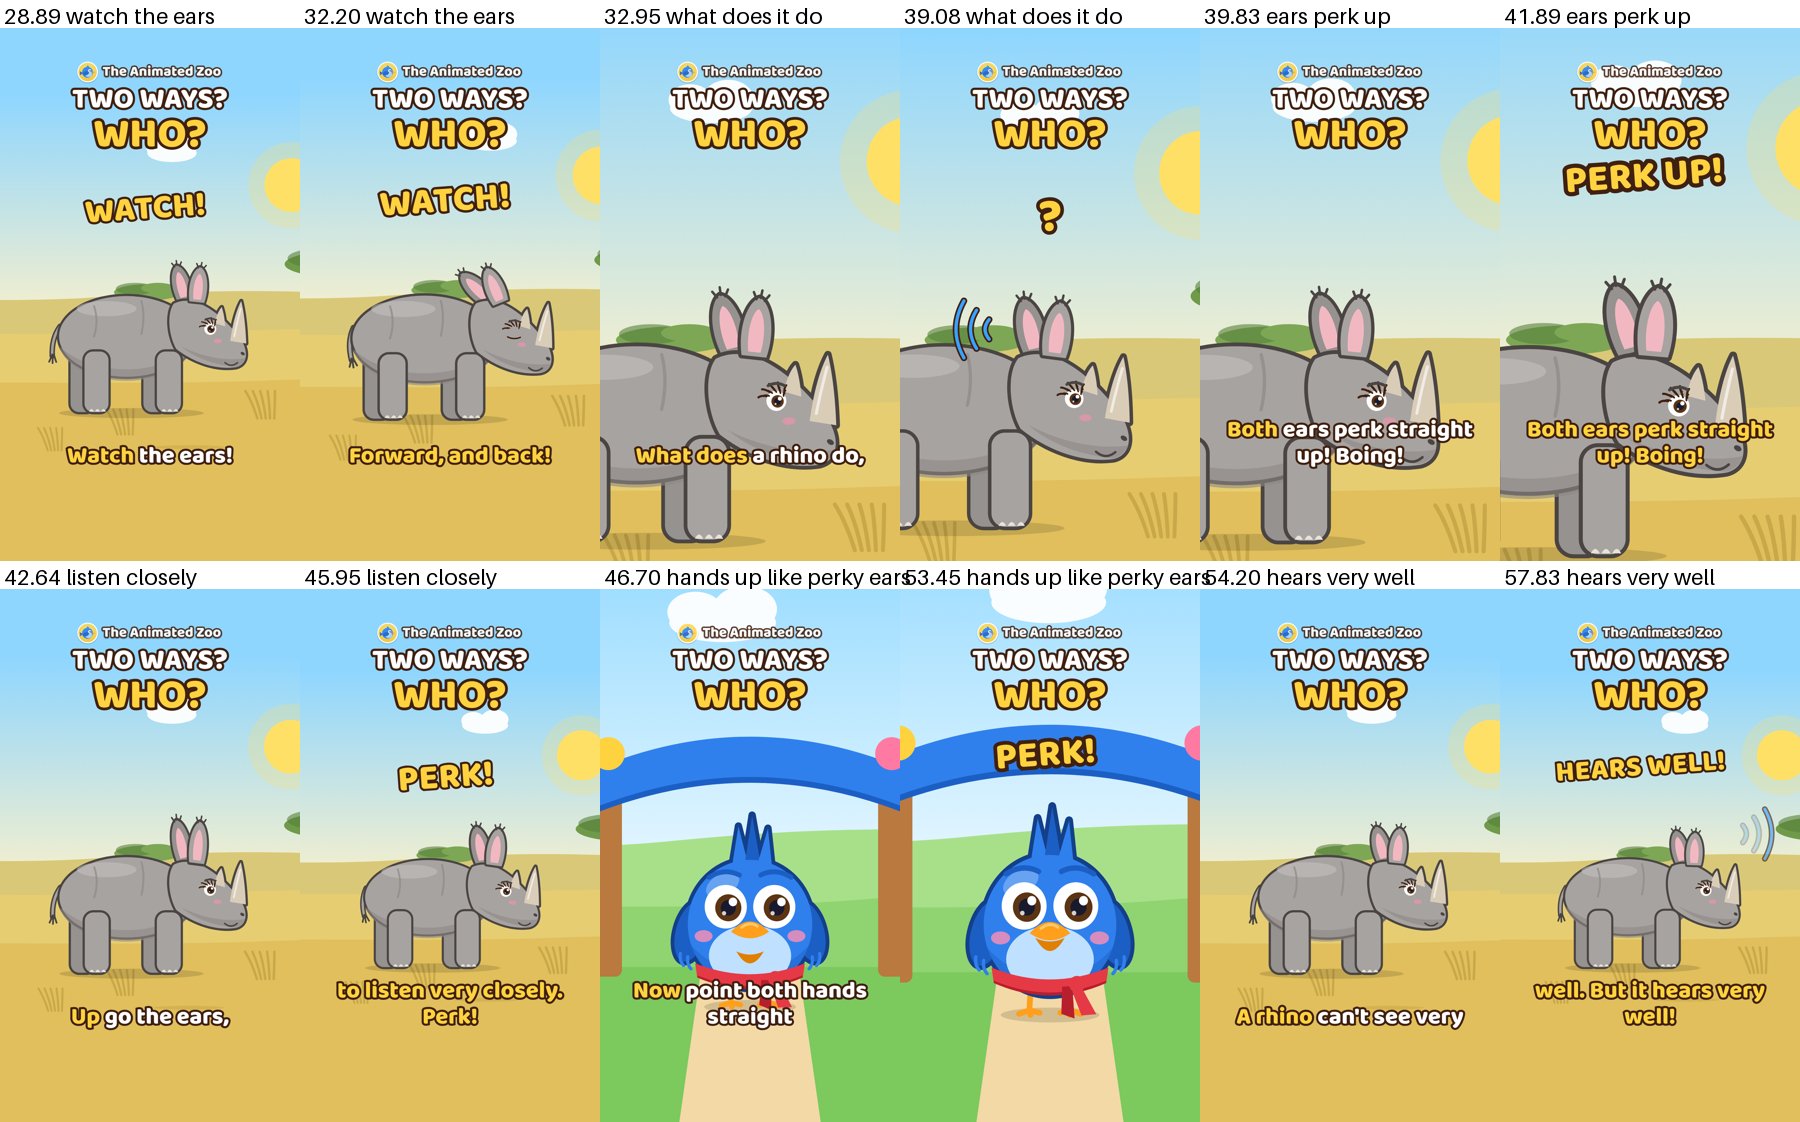 28.89 watch the ears
The Animated Zoo
TWO WAYS?
WHO?
WATCH!
Watch the ears!
32.20 watch the ears
The Animated Zoo
TWO WAYS?
WHO?
WATCH!
Forward, and back!
32.95 what does it do
The Animated Zoo
TWO WAYS?
WHO?
What does a rhino do,
39.08 what does it do
The Animated Zoo
TWO WAYS?
WHO?
?
39.83 ears perk up
The Animated Zoo
TWO WAYS?
WHO?
Both ears perk straight
up! Boing!
41.89 ears perk up
The Animated Zoo
TWO WAYS?
WHO?
PERK UP!
Both ears perk straight
up! Boing!
42.64 listen closely
The Animated Zoo
TWO WAYS?
WHO?
Up go the ears,
45.95 listen closely
The Animated Zoo
TWO WAYS?
WHO?
PERK!
to listen very closely.
Perk!
46.70 hands up like perky ears
The Animated Zoo
TWO WAYS?
WHO?
Now point both hands
straight
53.45 hands up like perky ears
The Animated Zoo
TWO WAYS?
WHO?
PERK!
54.20 hears very well
The Animated Zoo
TWO WAYS?
WHO?
A rhino can't see very
57.83 hears very well
The Animated Zoo
TWO WAYS?
WHO?
HEARS WELL!
well. But it hears very
well!